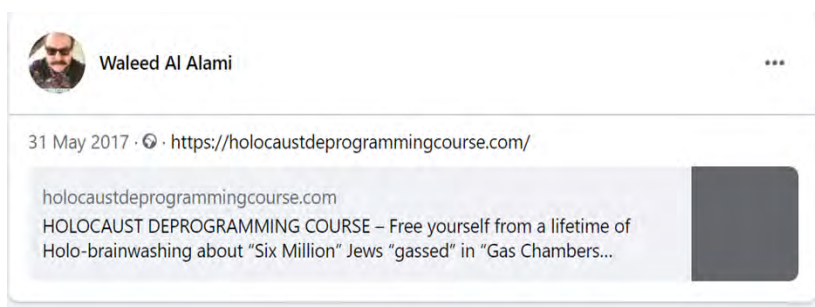 Waleed Al Alami
31 May 2017 · · https://holocaustdeprogrammingcourse.com/
holocaustdeprogrammingcourse.com
HOLOCAUST DEPROGRAMMING COURSE – Free yourself from a lifetime of
Holo-brainwashing about “Six Million” Jews “gassed” in “Gas Chambers...